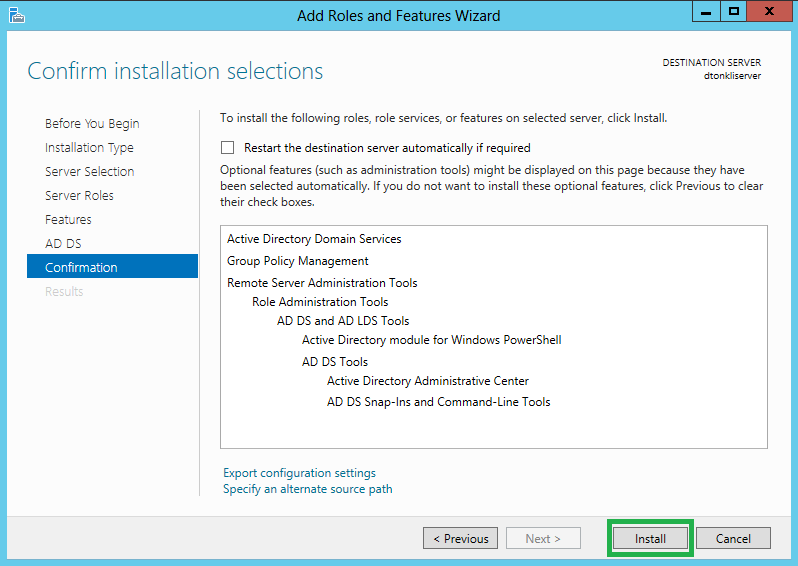 Add Roles and Features Wizard
Confirm installation selections
DESTINATION SERVER
dtonkliserver
Before You Begin
Installation Type
Server Selection
Server Roles
Features
AD DS
Confirmation
Results
To install the following roles, role services, or features on selected server, click Install.
Restart the destination server automatically if required
Optional features (such as administration tools) might be displayed on this page because they have
been selected automatically. If you do not want to install these optional features, click Previous to clear
their check boxes.
Active Directory Domain Services
Group Policy Management
Remote Server Administration Tools
Role Administration Tools
AD DS and AD LDS Tools
Active Directory module for Windows PowerShell
AD DS Tools
Active Directory Administrative Center
AD DS Snap-Ins and Command-Line Tools
Export configuration settings
Specify an alternate source path
< Previous
Next >
Install
Cancel